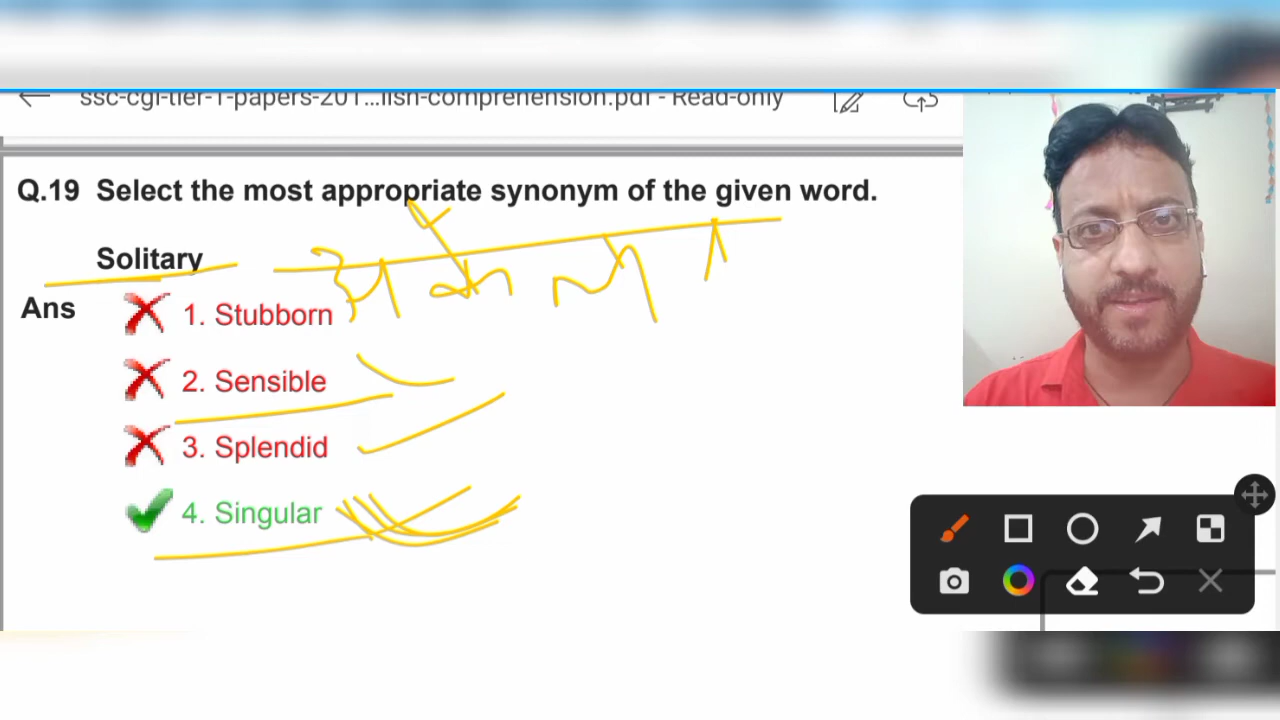 ssc-cgl-tier-1-papers-201...lish-comprehension.pdf - Read-only
Q.19 Select the most appropriate synonym of the given word.
Solitary
Ans
1. Stubborn
2. Sensible
3. Splendid
4. Singular